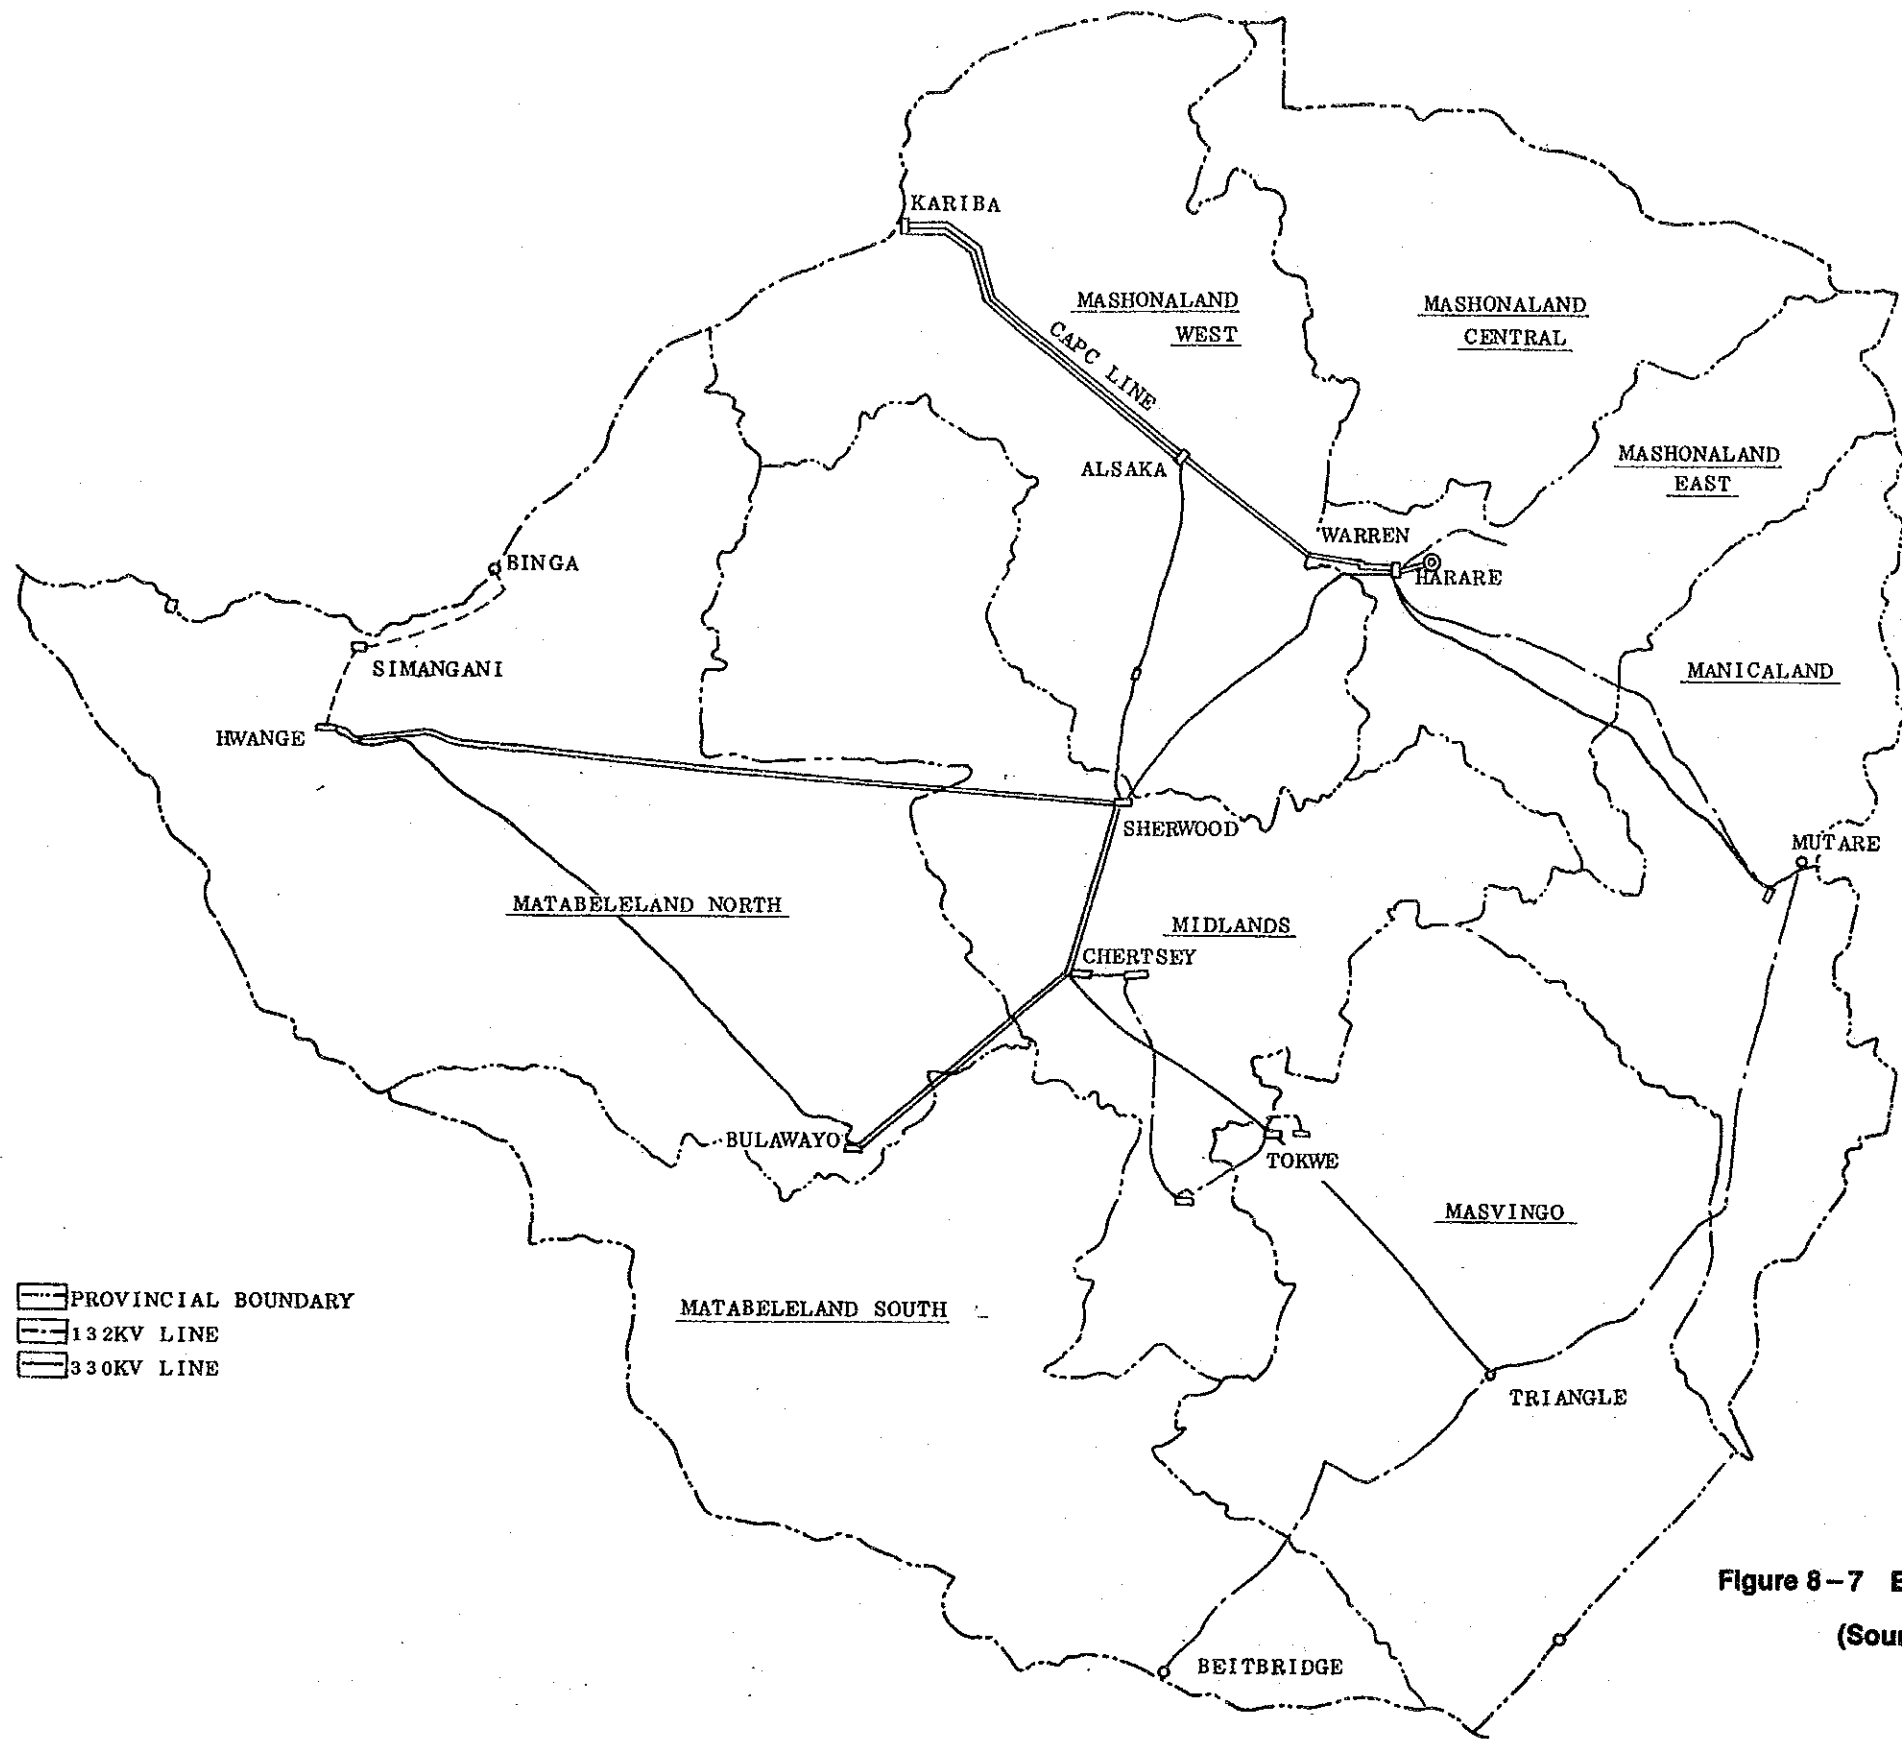 KARIBA
MASHONALAND
WEST
MASHONALAND
CENTRAL
CAPC LINE
ALSAKA
MASHONALAND
EAST
WARREN
HARARE
BINGA
SIMANGANI
MANICALAND
HWANGE
SHERWOOD
MUTARE
MATABELELAND NORTH
MIDLANDS
CHERTSEY
BULAWAYO
TOKWE
MASVINGO
PROVINCIAL BOUNDARY
132KV LINE
330KV LINE
MATABELELAND SOUTH
TRIANGLE
BEITBRIDGE
Figure 8-7 E
(Sour